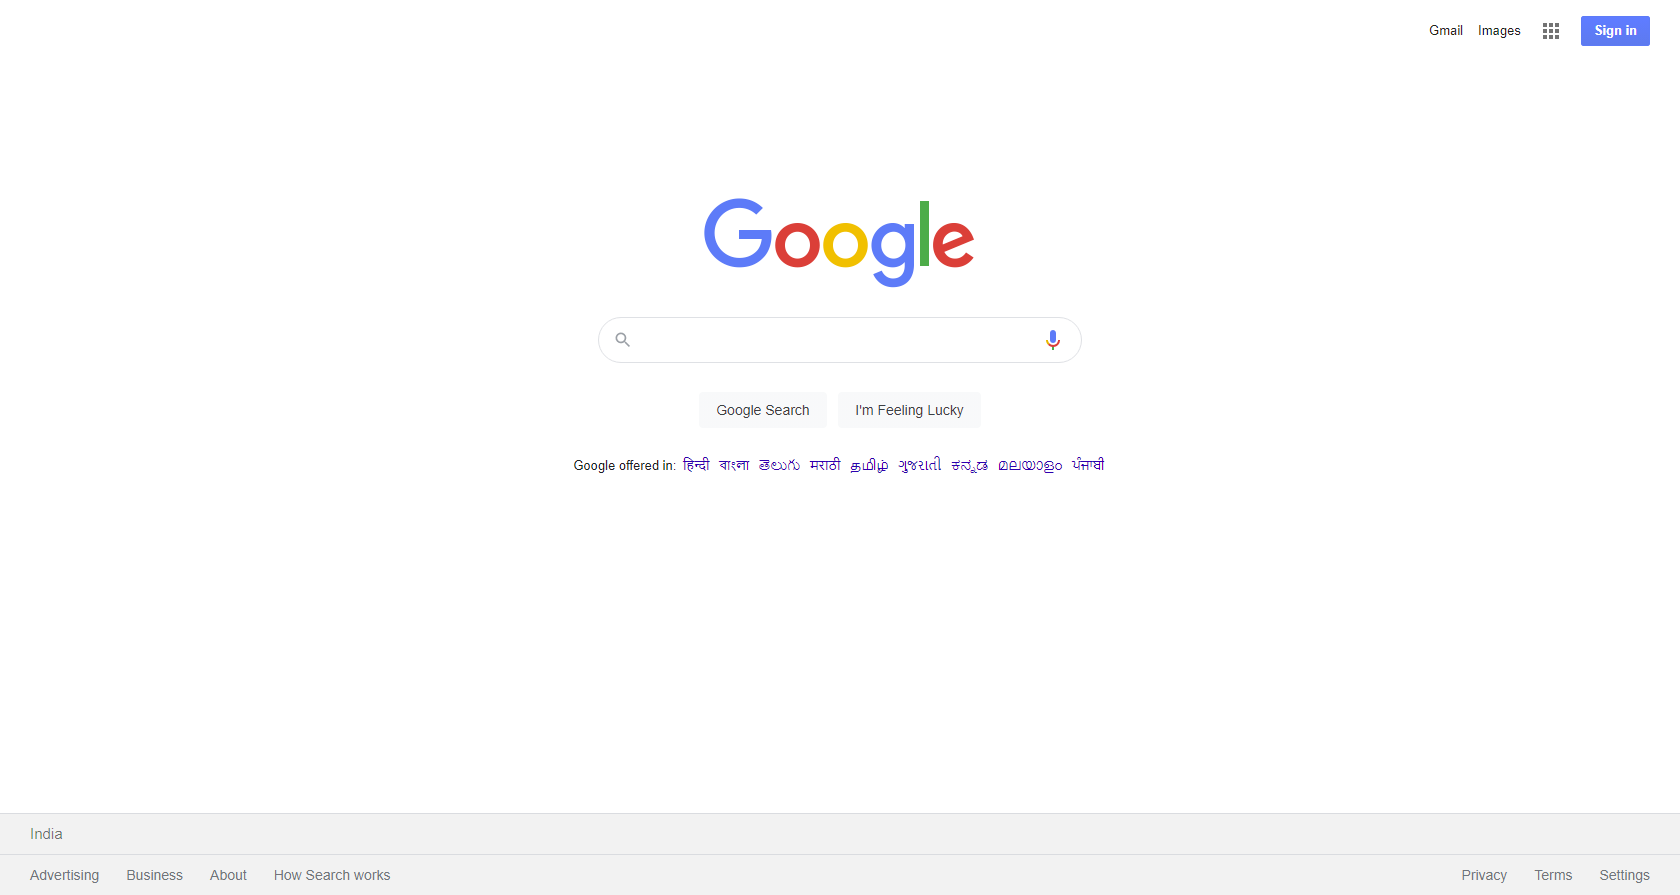 Gmail Images Sign in
Google
Google Search I'm Feeling Lucky
Google offered in: हिन्दी বাংলা తెలుగు मराठी தமிழ் ગુજરાતી ಕನ್ನಡ മലയാളം ਪੰਜਾਬੀ
India
Advertising Business About How Search works Privacy Terms Settings